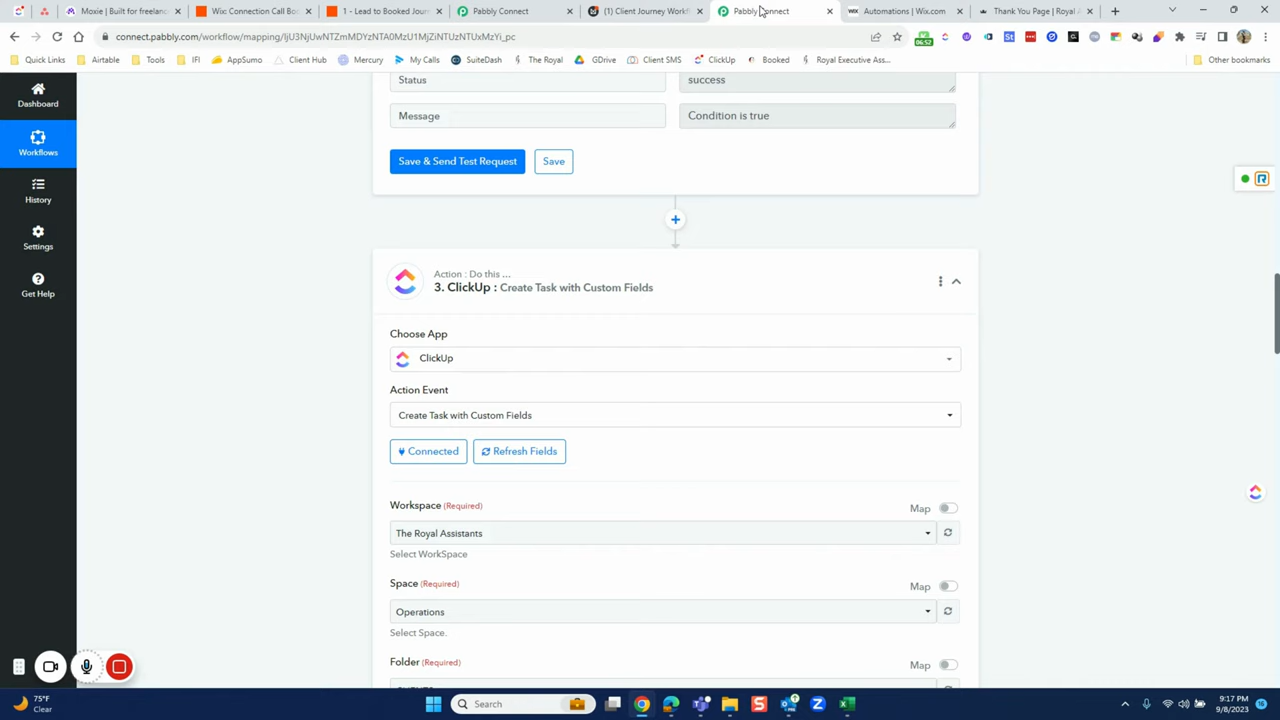 Moxie | Built for freelance
Wix Connection Call Boo
1 - Lead to Booked Journ
Pabbly Connect
(1) Client Journey Workf
Pabbly Connect
Automations | Wix.com
Thank You Page | Royal A
connect.pabbly.com/workflow/mapping/IjU3NjUwNTZmMDYzNTA0MzU1MjZiNTUzNTUxMzYi_pc
06:52
Quick Links
Airtable
Tools
IFI
AppSumo
Client Hub
Mercury
My Calls
SuiteDash
The Royal
GDrive
Client SMS
ClickUp
Booked
Royal Executive Ass...
Other bookmarks
Dashboard
Workflows
History
Settings
Get Help
Status
success
Message
Condition is true
Save & Send Test Request
Save
Action : Do this ...
3. ClickUp : Create Task with Custom Fields
Choose App
ClickUp
Action Event
Create Task with Custom Fields
Connected
Refresh Fields
Workspace (Required)
Map
The Royal Assistants
Select WorkSpace
Space (Required)
Map
Operations
Select Space.
Folder (Required)
Map
75°F
Clear
Search
9:17 PM
9/8/2023